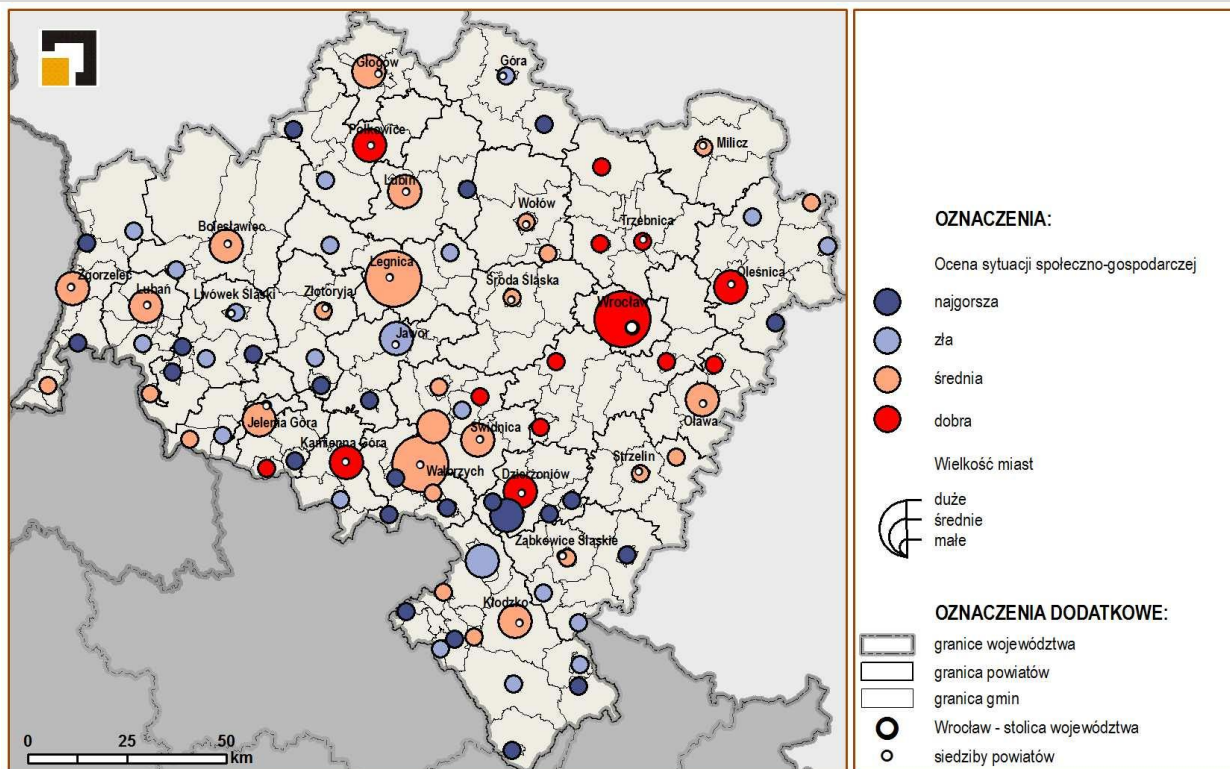 Głogów
Góra
Polkowice
Milicz
Lubin
Wołów
Trzebnica
Bolesławiec
Legnica
Oleśnica
Zgorzelec
Lubań
Lwówek Śląski
Złotoryja
Środa Śląska
Wrocław
Jawor
Oława
Jelenia Góra
Kamienna Góra
Świdnica
Wałbrzych
Strzelin
Dzierżoniów
Ząbkowice Śląskie
Kłodzko
0 25 50
km
OZNACZENIA:
Ocena sytuacji społeczno-gospodarczej
najgorsza
zła
średnia
dobra
Wielkość miast
duże
średnie
małe
OZNACZENIA DODATKOWE:
granice województwa
granica powiatów
granica gmin
Wrocław - stolica województwa
siedziby powiatów